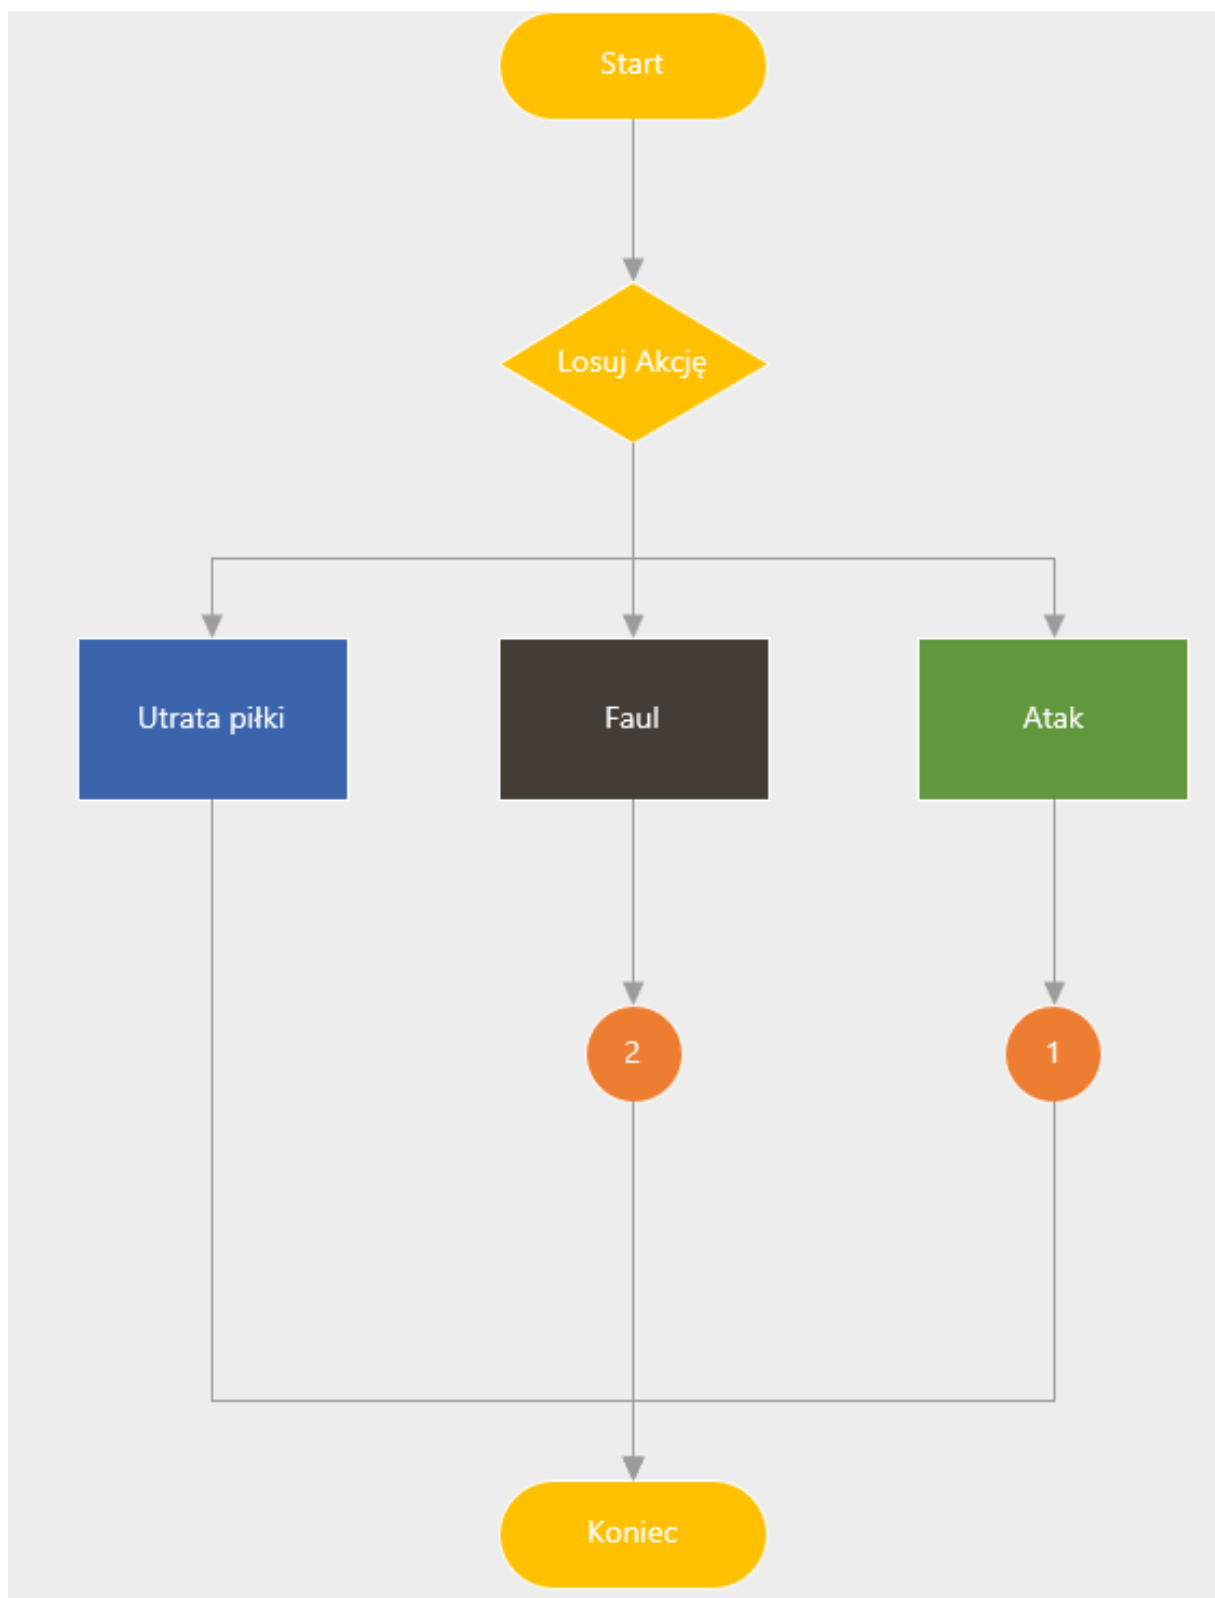 Start
Losuj Akcję
Utrata piłki
Faul
Atak
2
1
Koniec